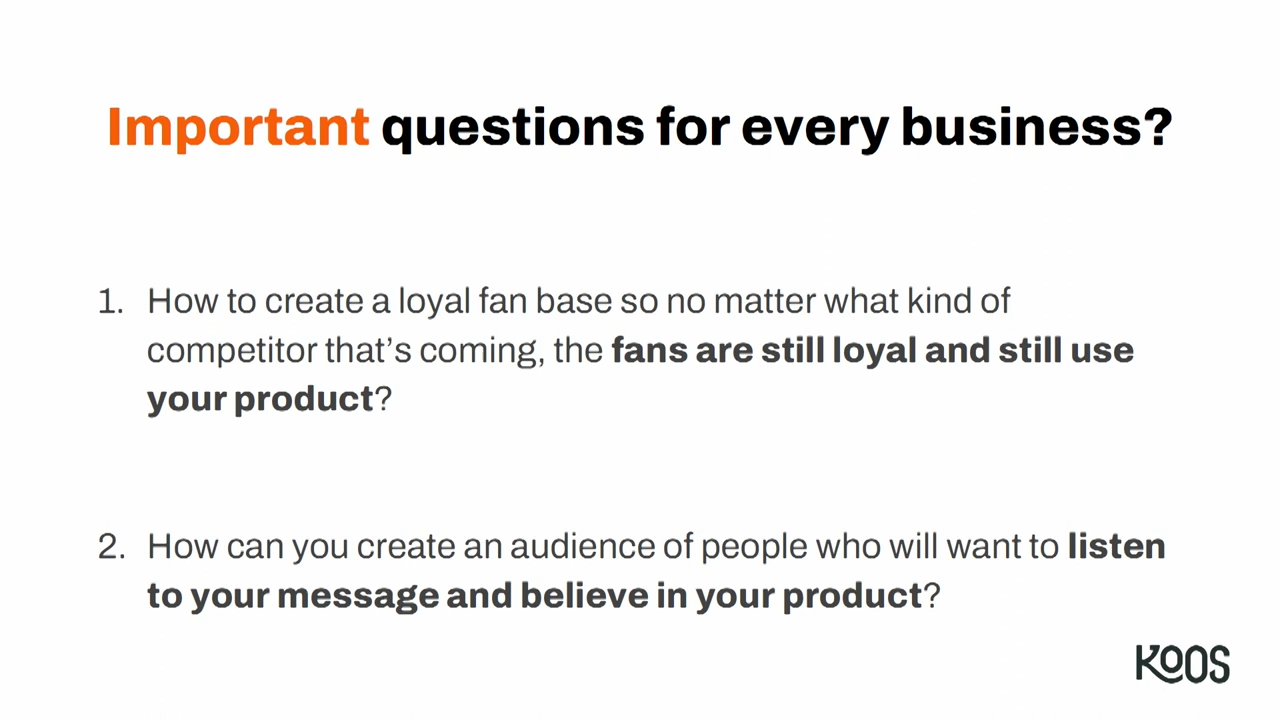 Important questions for every business?
1. How to create a loyal fan base so no matter what kind of
competitor that's coming, the fans are still loyal and still use
your product?
2. How can you create an audience of people who will want to listen
to your message and believe in your product?
KOOS